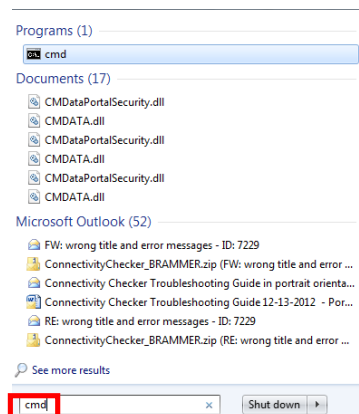 Programs (1)
cmd
Documents (17)
CMDataPortalSecurity.dll
CMDATA.dll
CMDataPortalSecurity.dll
CMDATA.dll
CMDataPortalSecurity.dll
CMDATA.dll
Microsoft Outlook (52)
FW: wrong title and error messages - ID: 7229
ConnectivityChecker_BRAMMER.zip (FW: wrong title and error ...
Connectivity Checker Troubleshooting Guide in portrait orienta...
Connectivity Checker Troubleshooting Guide 12-13-2012 - Por...
RE: wrong title and error messages - ID: 7229
ConnectivityChecker_BRAMMER.zip (RE: wrong title and error ...
See more results
cmd
Shut down